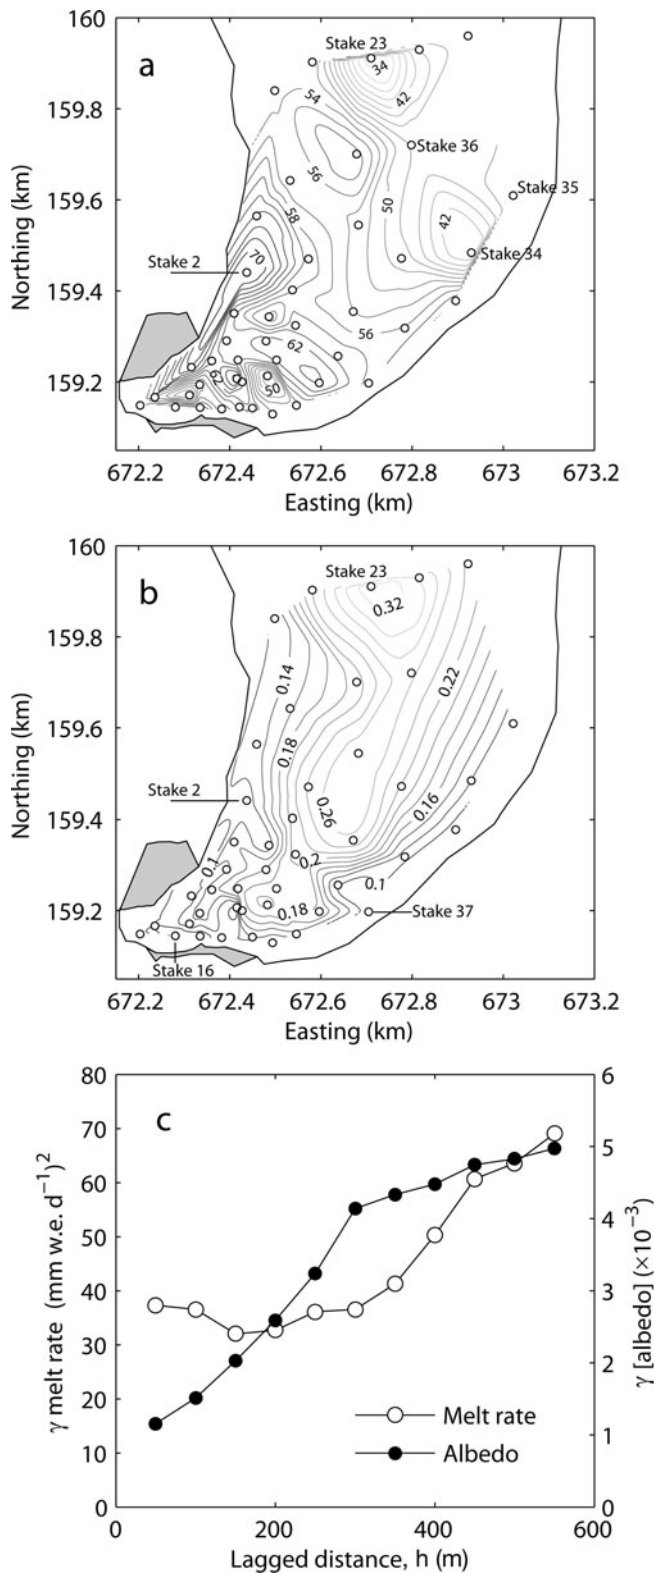 a
160
159.8
159.6
159.4
159.2
Northing (km)
672.2 672.4 672.6 672.8 673 673.2
Easting (km)
Stake 23
34
42
54
Stake 36
56
Stake 35
58
50
42
70
Stake 34
Stake 2
56
62
62
50
b
160
159.8
159.6
159.4
159.2
Northing (km)
672.2 672.4 672.6 672.8 673 673.2
Easting (km)
Stake 23
0.32
0.14
0.22
0.18
Stake 2
0.26
0.16
0.1
0.2
0.1
0.18
Stake 37
Stake 16
c
80
70
60
50
40
30
20
10
0
γ melt rate (mm w.e. d⁻¹)²
6
5
4
3
2
1
0
γ [albedo] (×10⁻³)
Melt rate
Albedo
0 200 400 600
Lagged distance, h (m)